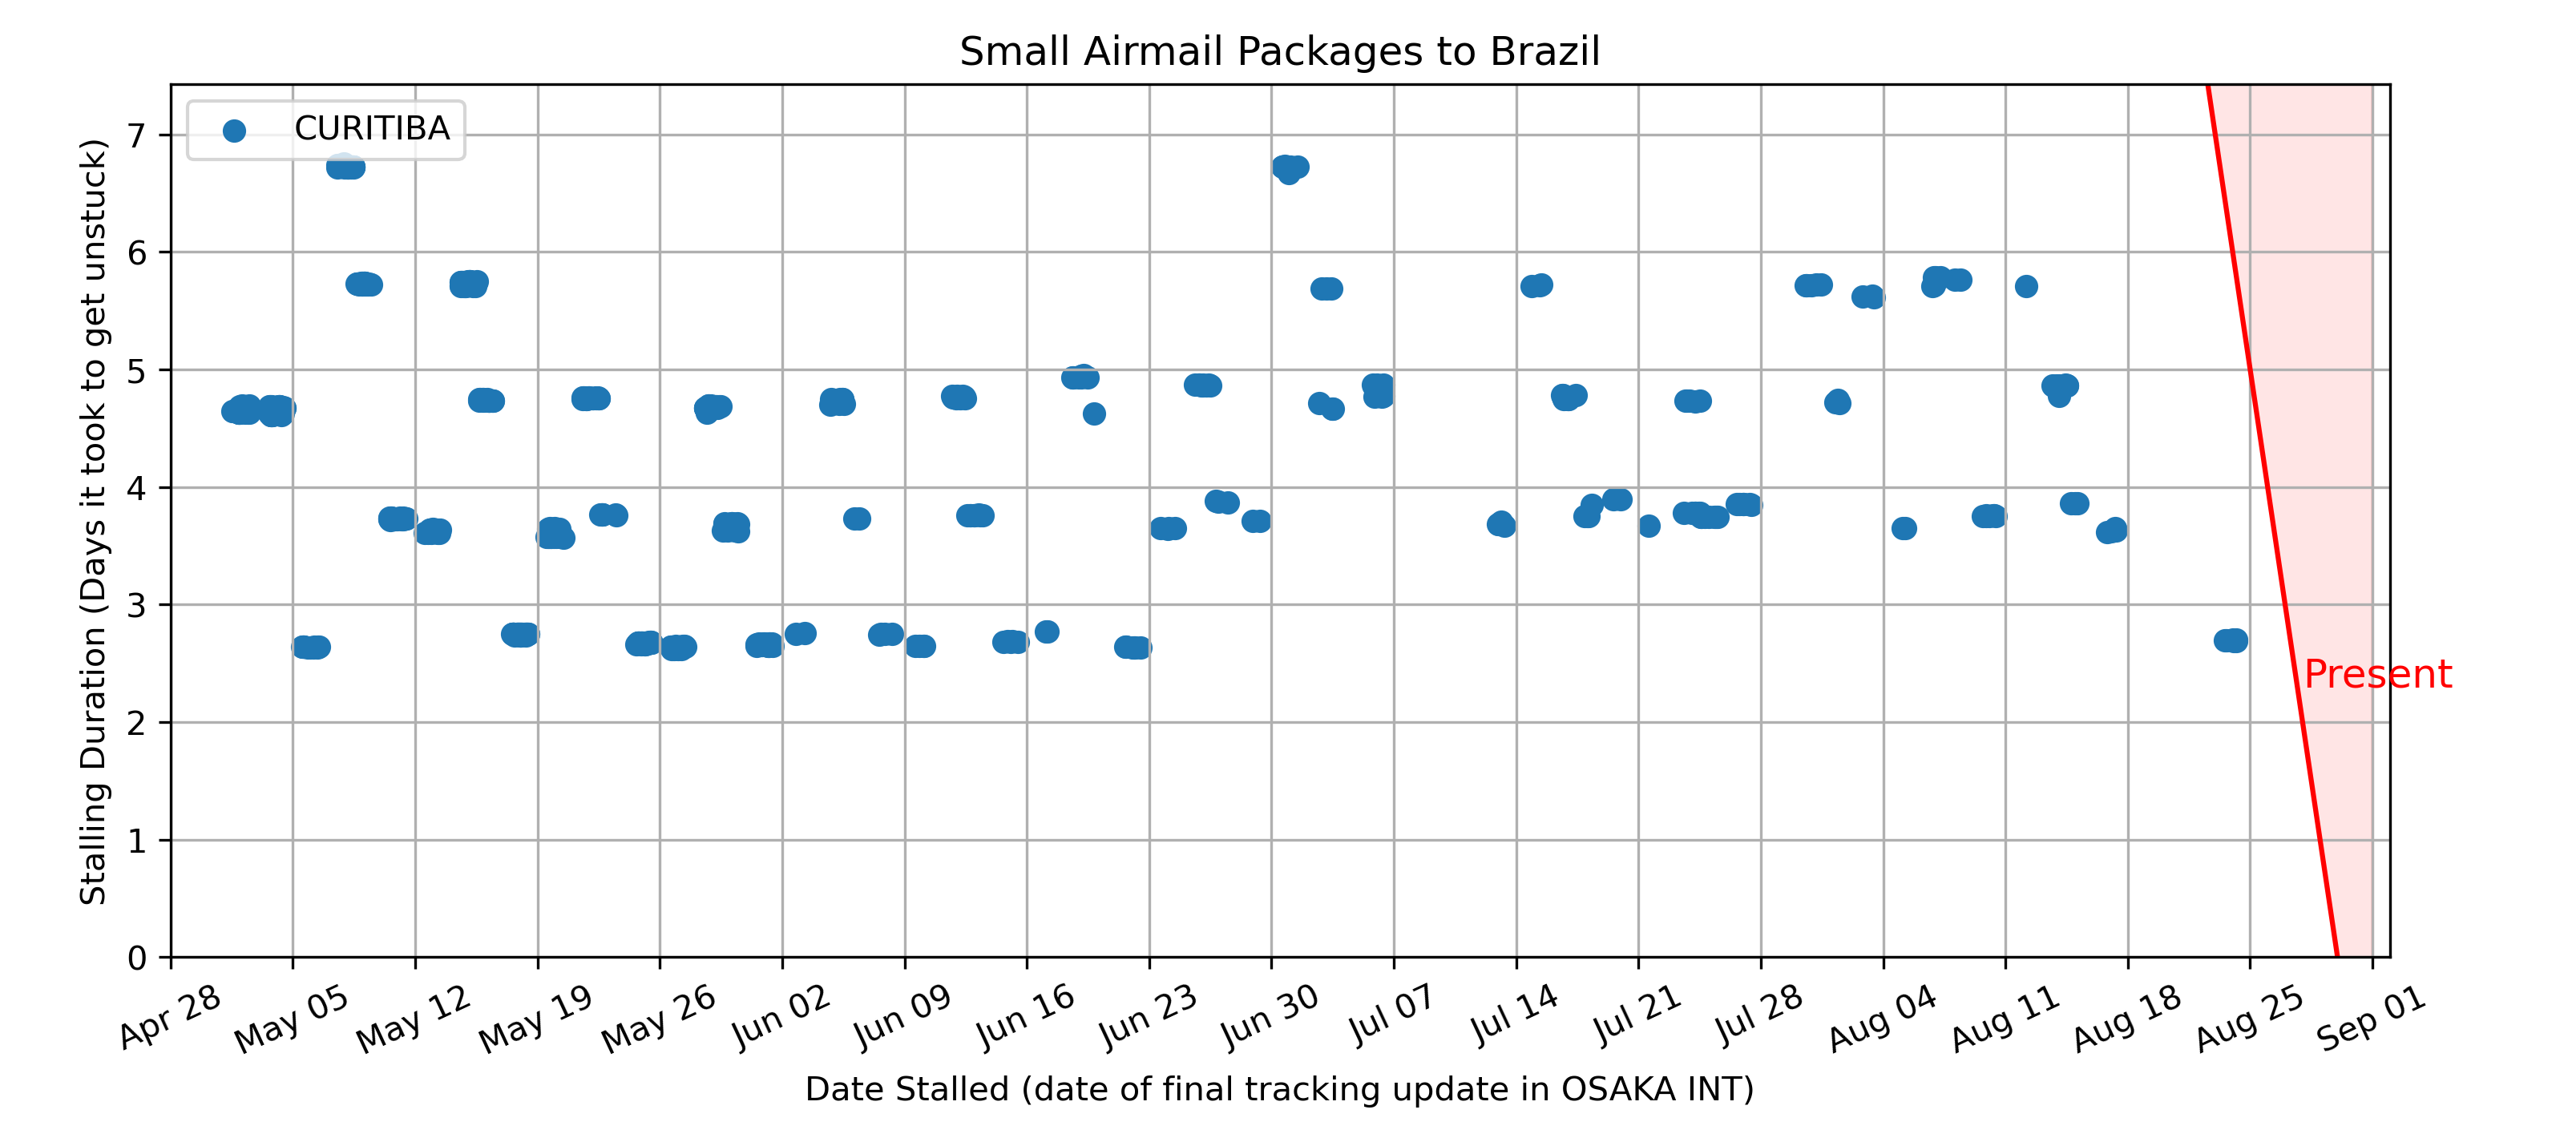 Small Airmail Packages to Brazil
CURITIBA
Stalling Duration (Days it took to get unstuck)
7
6
5
4
3
2
1
0
Present
Apr 28
May 05
May 12
May 19
May 26
Jun 02
Jun 09
Jun 16
Jun 23
Jun 30
Jul 07
Jul 14
Jul 21
Jul 28
Aug 04
Aug 11
Aug 18
Aug 25
Sep 01
Date Stalled (date of final tracking update in OSAKA INT)